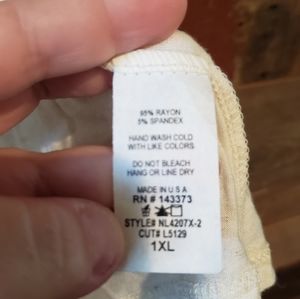 95% RAYON
5% SPANDEX
HAND WASH COLD
WITH LIKE COLORS
DO NOT BLEACH
HANG OR LINE DRY
MADE IN U S A
RN # 143373
STYLE# NL4207X-2
CUT# L5129
1XL